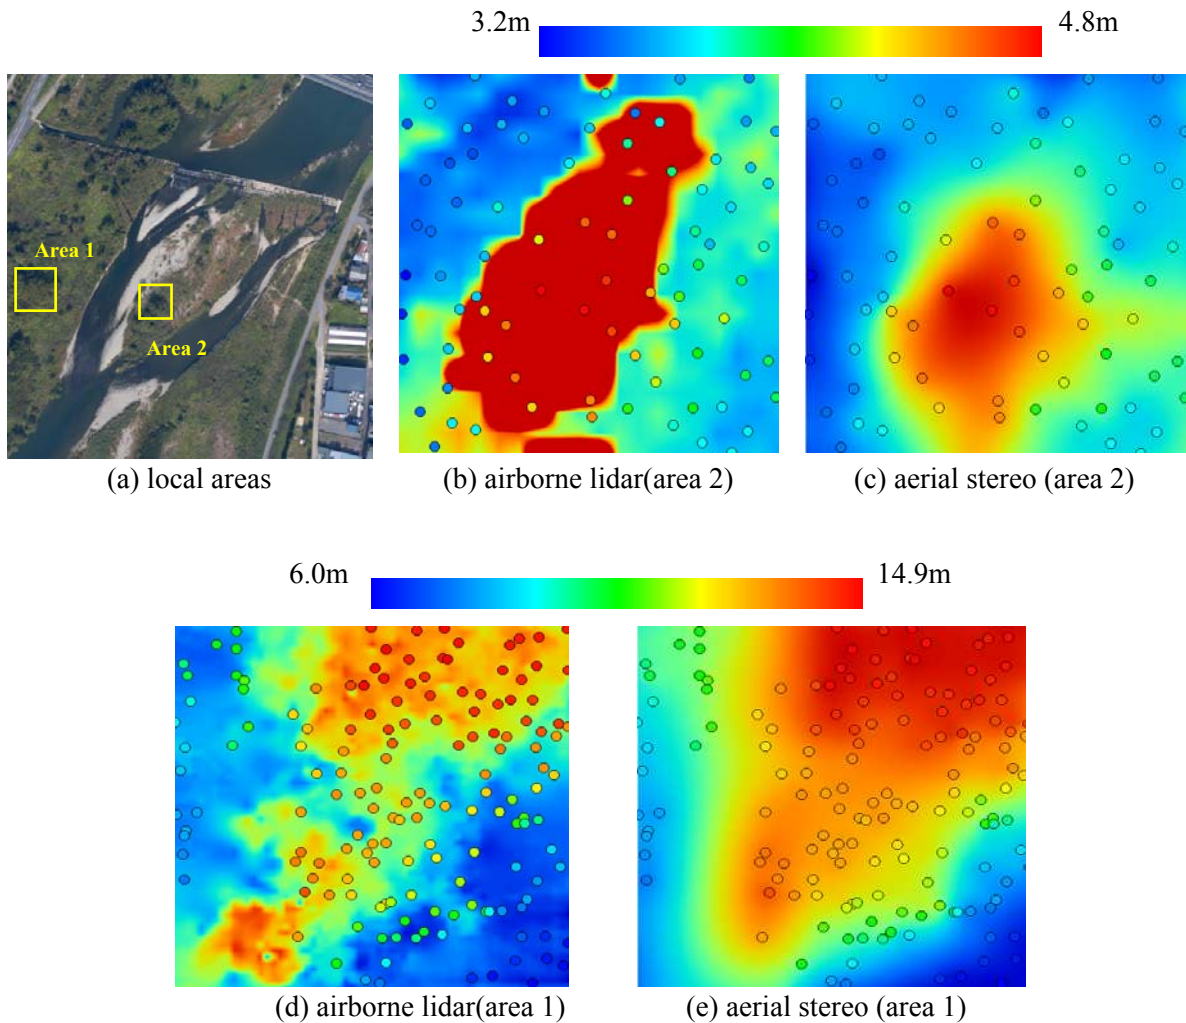 3.2m 4.8m
Area 1
Area 2
(a) local areas (b) airborne lidar(area 2) (c) aerial stereo (area 2)
6.0m 14.9m
(d) airborne lidar(area 1) (e) aerial stereo (area 1)